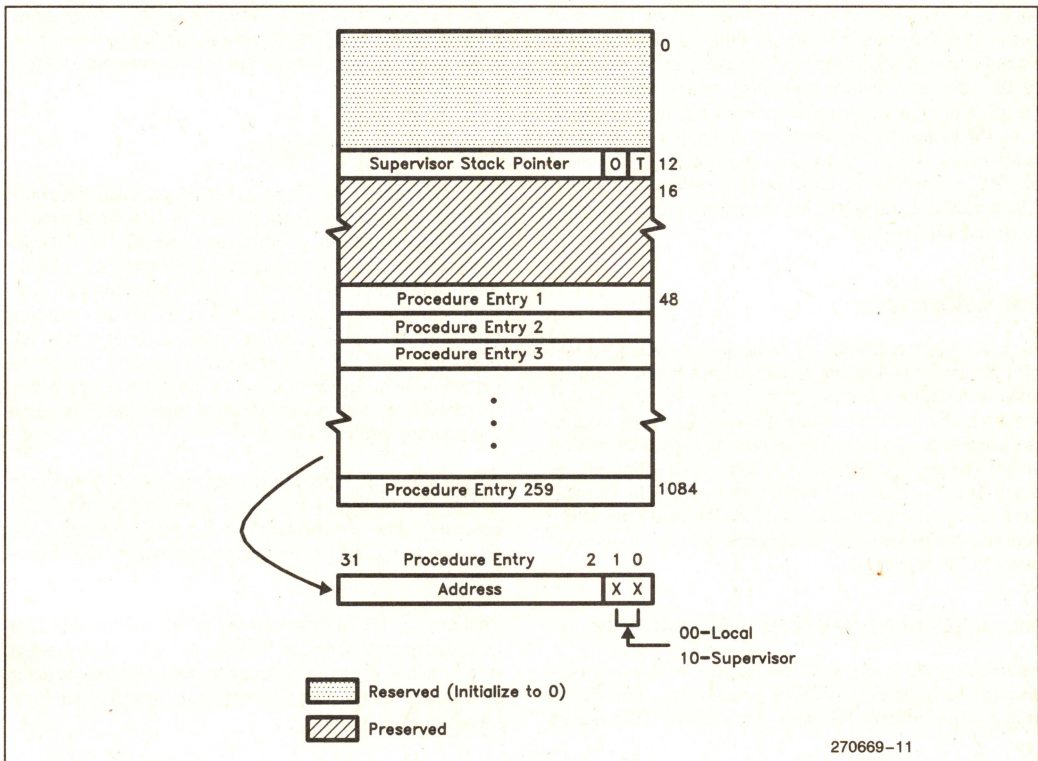 0
Supervisor Stack Pointer O T 12
16
Procedure Entry 1 48
Procedure Entry 2
Procedure Entry 3
Procedure Entry 259 1084
31 Procedure Entry 2 1 0
Address X X
00-Local
10-Supervisor
Reserved (Initialize to 0)
Preserved
270669-11